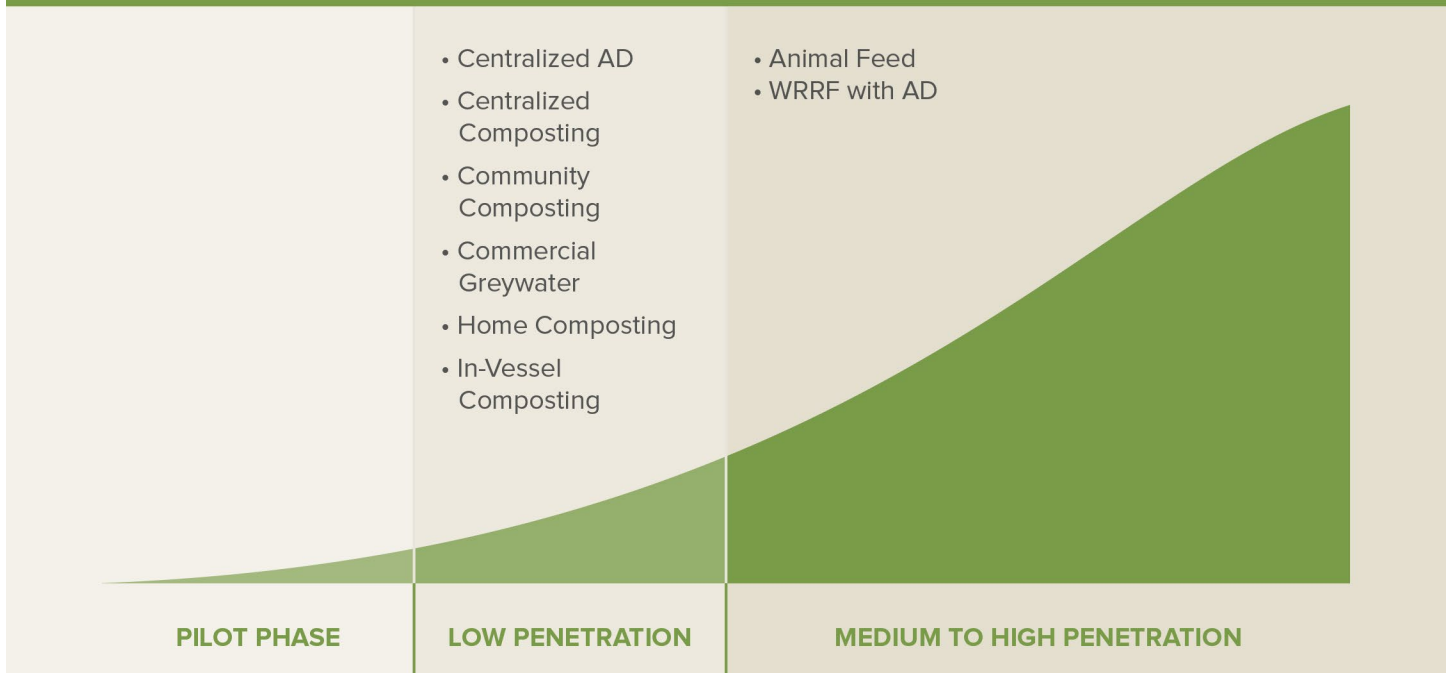 • Centralized AD
• Centralized
Composting
• Community
Composting
• Commercial
Greywater
• Home Composting
• In-Vessel
Composting
• Animal Feed
• WRRF with AD
PILOT PHASE
LOW PENETRATION
MEDIUM TO HIGH PENETRATION